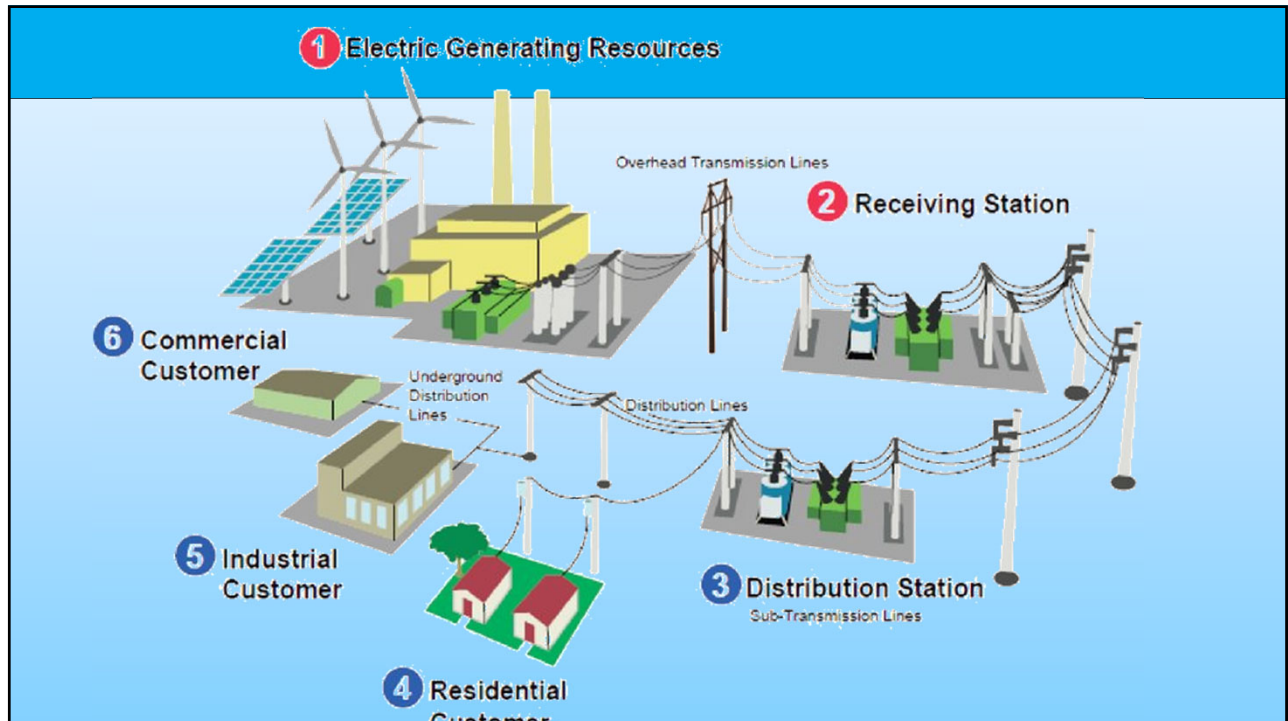 1 Electric Generating Resources
Overhead Transmission Lines
2 Receiving Station
6 Commercial
Customer
Underground
Distribution
Lines
Distribution Lines
5 Industrial
Customer
3 Distribution Station
Sub-Transmission Lines
4 Residential
Customer